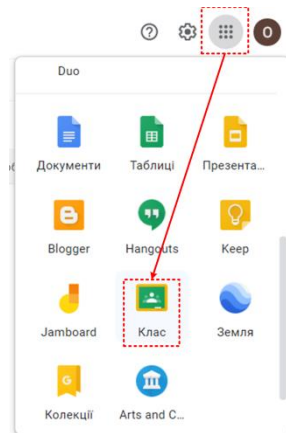 O
Duo
Документи Таблиці Презента...
Blogger Hangouts Keep
Jamboard Клас Земля
G
Колекції Arts and C...